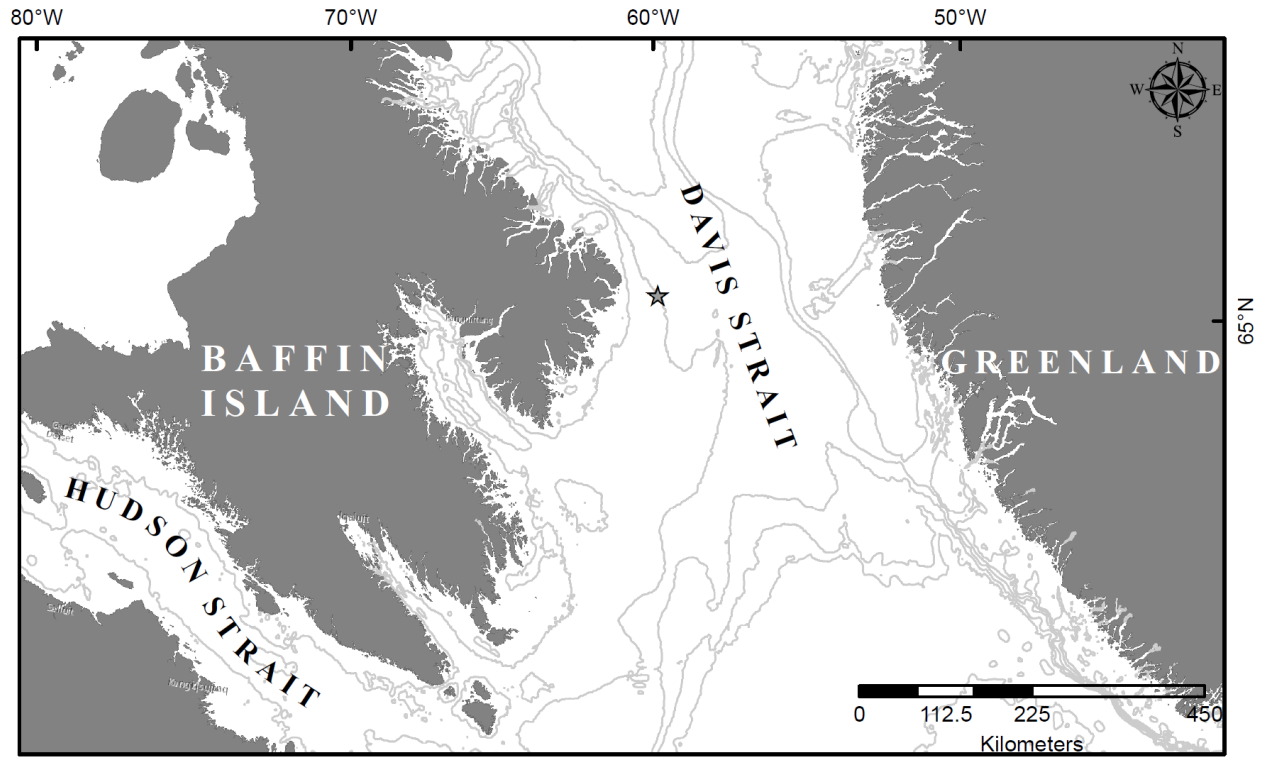 80°W 70°W 60°W 50°W
N
W E
S
65°N
DAVIS STRAIT
BAFFIN
ISLAND
GREENLAND
HUDSON STRAIT
0 112.5 225 450
Kilometers